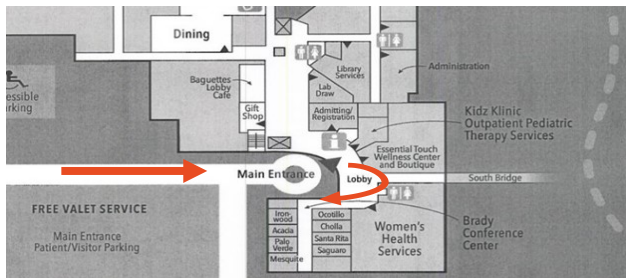 Dining
Baguettes
Lobby
Café
Gift
Shop
Library
Services
Lab
Draw
Admitting/
Registration
Administration
Kidz Klinic
Outpatient Pediatric
Therapy Services
Essential Touch
Wellness Center
and Boutique
Main Entrance
Lobby
South Bridge
FREE VALET SERVICE
Main Entrance
Patient/Visitor Parking
Iron-
wood
Acacia
Palo
Verde
Mesquite
Ocotillo
Cholla
Santa Rita
Saguaro
Women's
Health
Services
Brady
Conference
Center
essible
arking